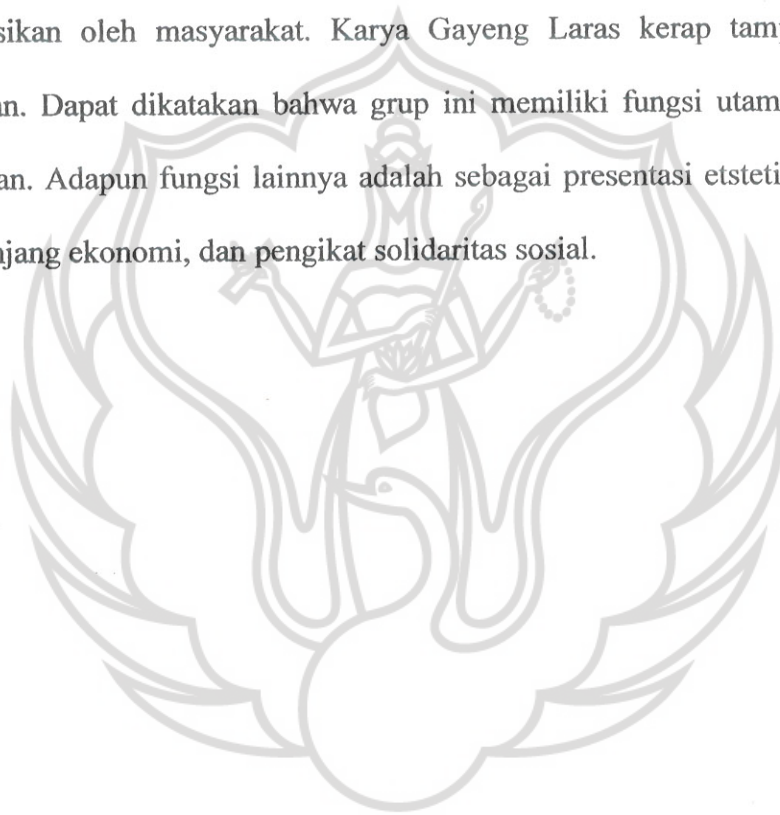 sikan oleh masyarakat. Karya Gayeng Laras kerap tam
an. Dapat dikatakan bahwa grup ini memiliki fungsi utam
an. Adapun fungsi lainnya adalah sebagai presentasi etsteti
jang ekonomi, dan pengikat solidaritas sosial.